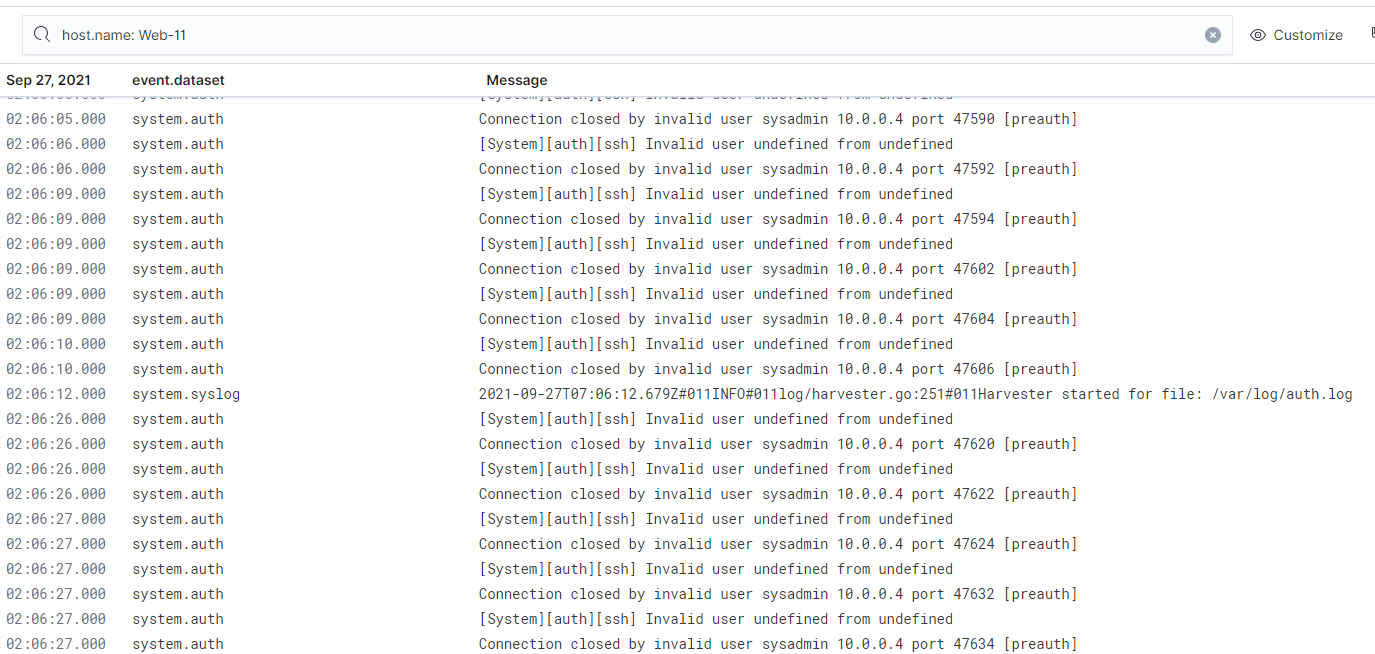 host.name: Web-11 Customize
Sep 27, 2021 event.dataset Message
system.auth [System][auth][ssh] Invalid user undefined from undefined
02:06:05.000 system.auth Connection closed by invalid user sysadmin 10.0.0.4 port 47590 [preauth]
02:06:06.000 system.auth [System][auth][ssh] Invalid user undefined from undefined
02:06:06.000 system.auth Connection closed by invalid user sysadmin 10.0.0.4 port 47592 [preauth]
02:06:09.000 system.auth [System][auth][ssh] Invalid user undefined from undefined
02:06:09.000 system.auth Connection closed by invalid user sysadmin 10.0.0.4 port 47594 [preauth]
02:06:09.000 system.auth [System][auth][ssh] Invalid user undefined from undefined
02:06:09.000 system.auth Connection closed by invalid user sysadmin 10.0.0.4 port 47602 [preauth]
02:06:09.000 system.auth [System][auth][ssh] Invalid user undefined from undefined
02:06:09.000 system.auth Connection closed by invalid user sysadmin 10.0.0.4 port 47604 [preauth]
02:06:10.000 system.auth [System][auth][ssh] Invalid user undefined from undefined
02:06:10.000 system.auth Connection closed by invalid user sysadmin 10.0.0.4 port 47606 [preauth]
02:06:12.000 system.syslog 2021-09-27T07:06:12.679Z#011INFO#011log/harvester.go:251#011Harvester started for file: /var/log/auth.log
02:06:26.000 system.auth [System][auth][ssh] Invalid user undefined from undefined
02:06:26.000 system.auth Connection closed by invalid user sysadmin 10.0.0.4 port 47620 [preauth]
02:06:26.000 system.auth [System][auth][ssh] Invalid user undefined from undefined
02:06:26.000 system.auth Connection closed by invalid user sysadmin 10.0.0.4 port 47622 [preauth]
02:06:27.000 system.auth [System][auth][ssh] Invalid user undefined from undefined
02:06:27.000 system.auth Connection closed by invalid user sysadmin 10.0.0.4 port 47624 [preauth]
02:06:27.000 system.auth [System][auth][ssh] Invalid user undefined from undefined
02:06:27.000 system.auth Connection closed by invalid user sysadmin 10.0.0.4 port 47632 [preauth]
02:06:27.000 system.auth [System][auth][ssh] Invalid user undefined from undefined
02:06:27.000 system.auth Connection closed by invalid user sysadmin 10.0.0.4 port 47634 [preauth]